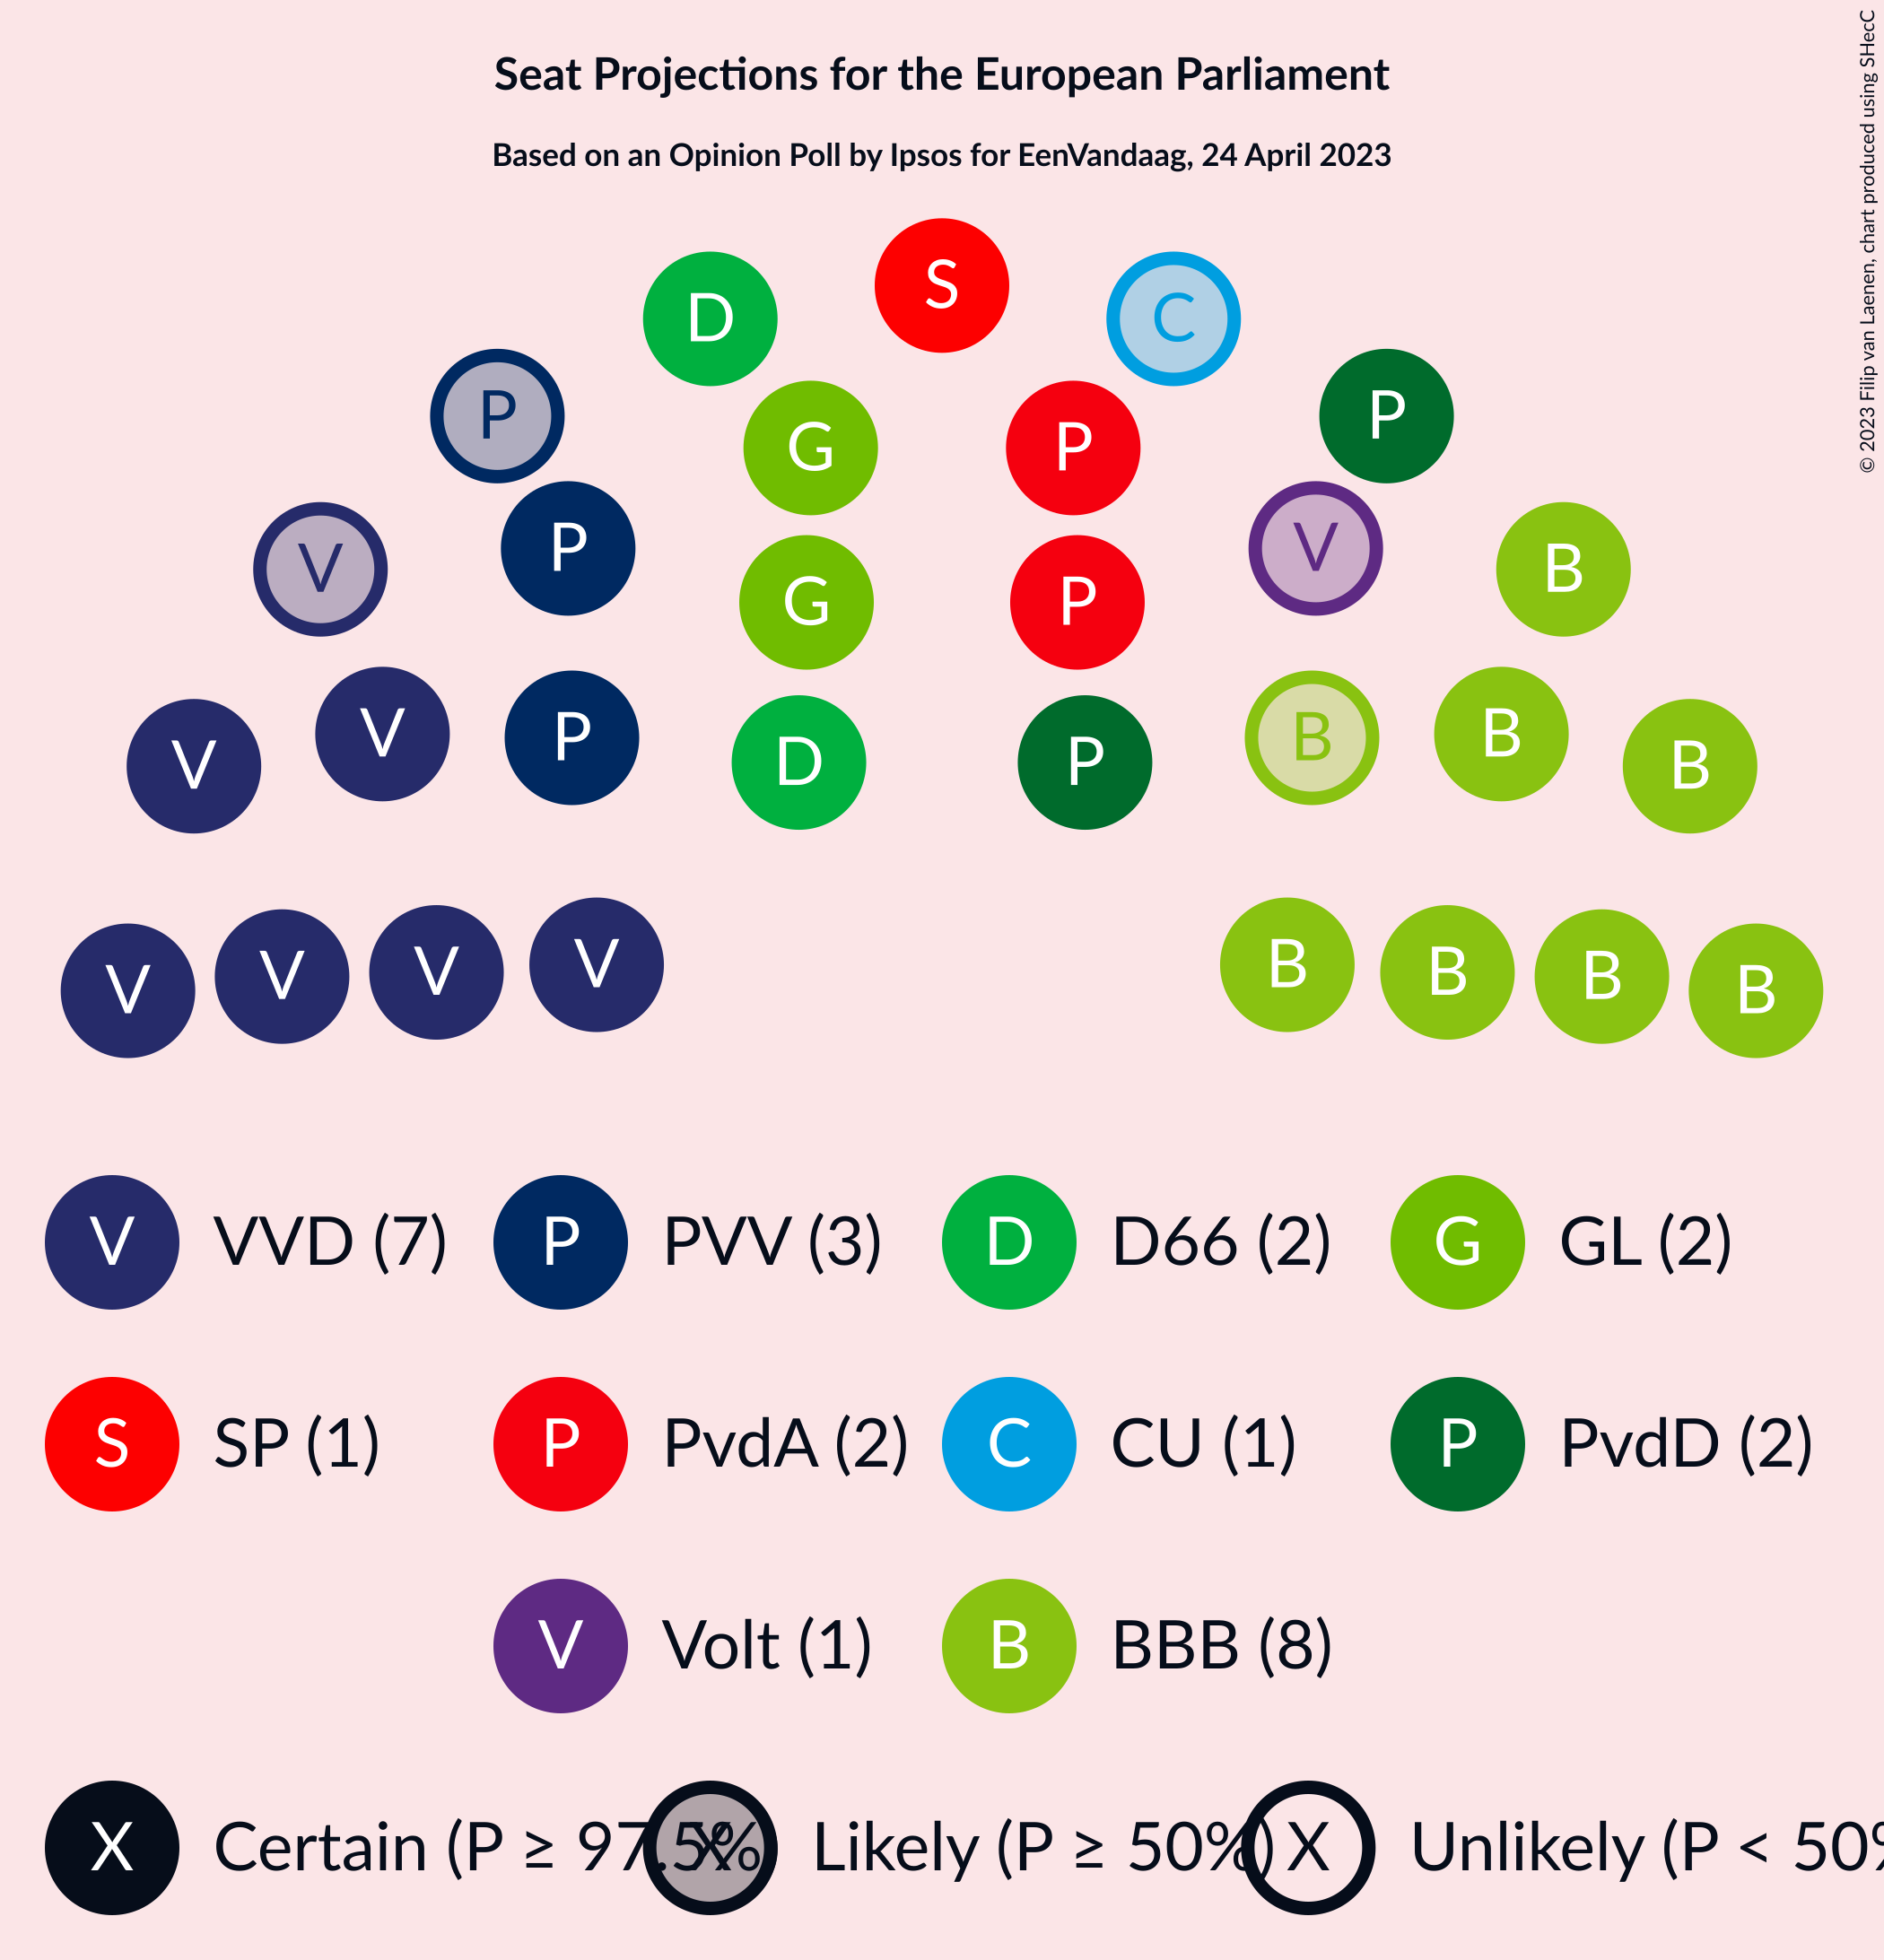 Seat Projections for the European Parliament
Based on an Opinion Poll by Ipsos for EenVandaag, 24 April 2023
© 2023 Filip van Laenen, chart produced using SHecC
S
D C
P P
G P
P V
V B
G P
V P B B
D P
V B
V B
V B
V B
V B
V VVD (7) P PVV (3) D D66 (2) G GL (2)
S SP (1) P PvdA (2) C CU (1) P PvdD (2)
V Volt (1) B BBB (8)
X Certain (P ≥ 97.5% X Likely (P ≥ 50%) X Unlikely (P < 50%